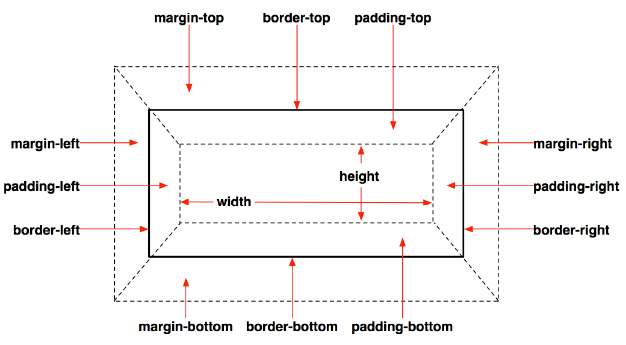 margin-top border-top padding-top
margin-left margin-right
height
padding-left padding-right
width
border-left border-right
margin-bottom border-bottom padding-bottom